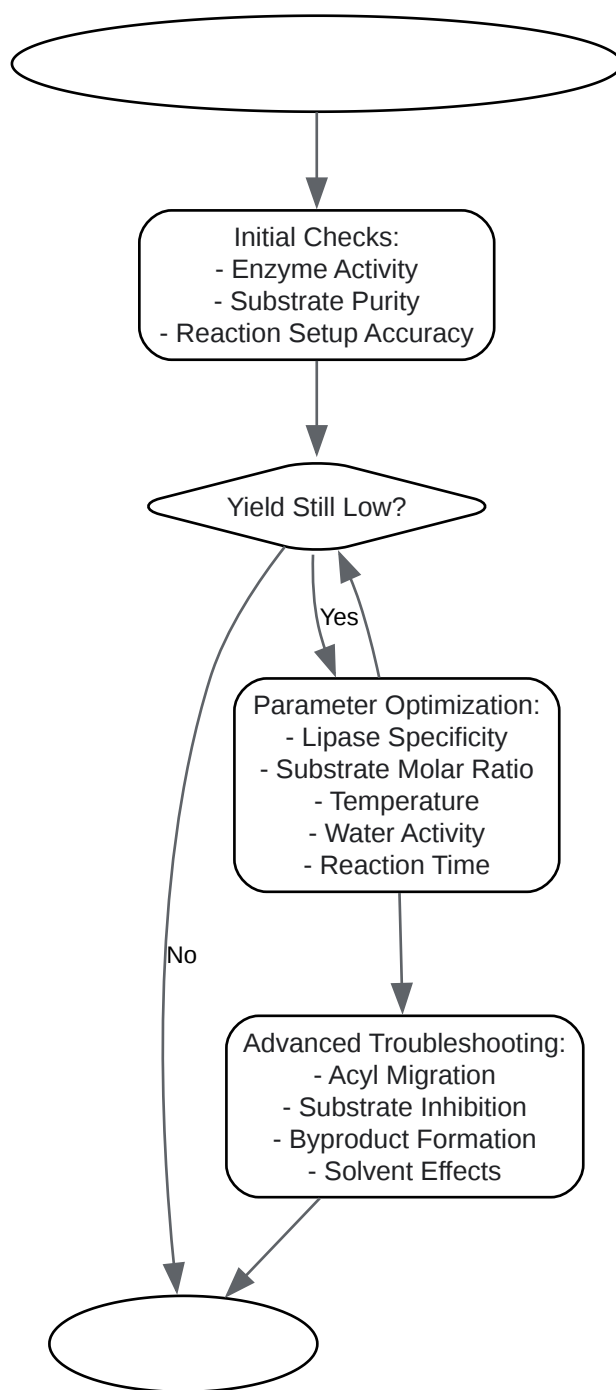 Initial Checks:
- Enzyme Activity
- Substrate Purity
- Reaction Setup Accuracy
Yield Still Low?
Yes
Parameter Optimization:
- Lipase Specificity
- Substrate Molar Ratio
- Temperature
- Water Activity
- Reaction Time
No
Advanced Troubleshooting:
- Acyl Migration
- Substrate Inhibition
- Byproduct Formation
- Solvent Effects